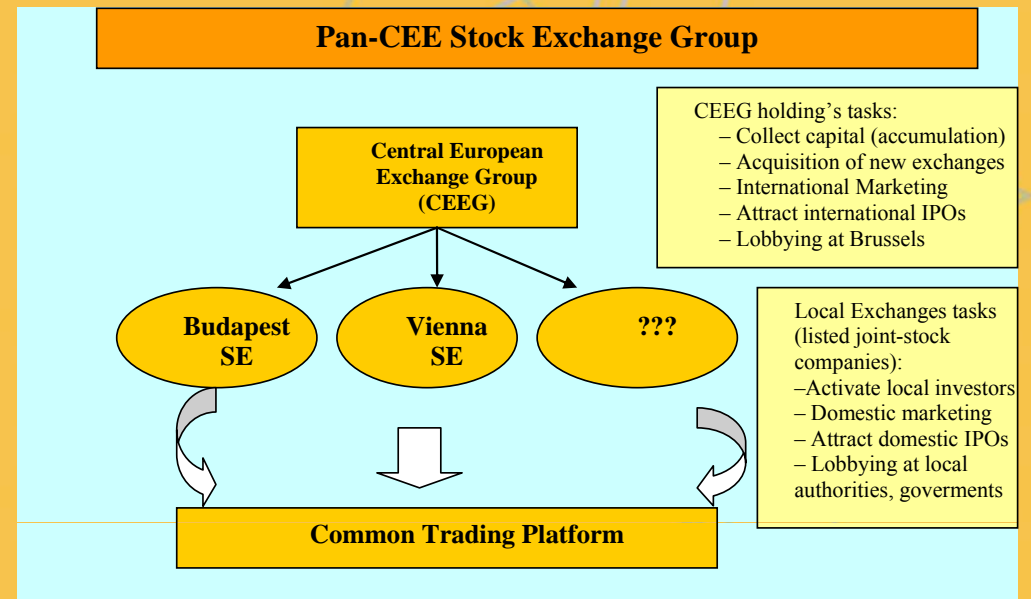 Pan-CEE Stock Exchange Group
CEEG holding's tasks:
– Collect capital (accumulation)
– Acquisition of new exchanges
– International Marketing
– Attract international IPOs
– Lobbying at Brussels
Central European
Exchange Group
(CEEG)
Budapest
SE
Vienna
SE
???
Local Exchanges tasks
(listed joint-stock
companies):
–Activate local investors
– Domestic marketing
– Attract domestic IPOs
– Lobbying at local
authorities, goverments
Common Trading Platform